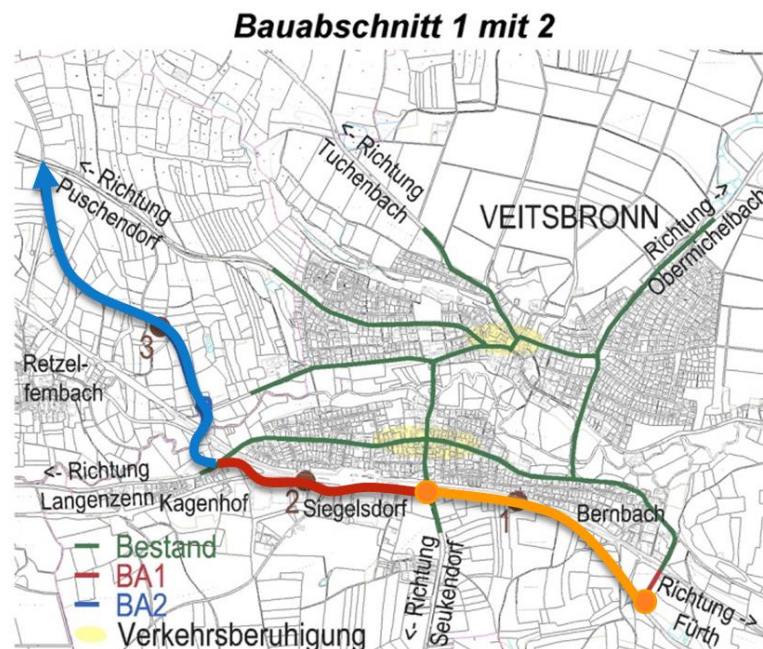 Bauabschnitt 1 mit 2
<- Richtung
Tuchenbach
<- Richtung
Puschendorf
VEITSBRONN
Richtung ->
Obermichelbach
3
Retzel-
fembach
<- Richtung
Langenzenn
Kagenhof
2
Siegelsdorf
1
Bernbach
<- Richtung
Seukendorf
Richtung ->
Fürth
Bestand
BA1
BA2
Verkehrsberuhigung